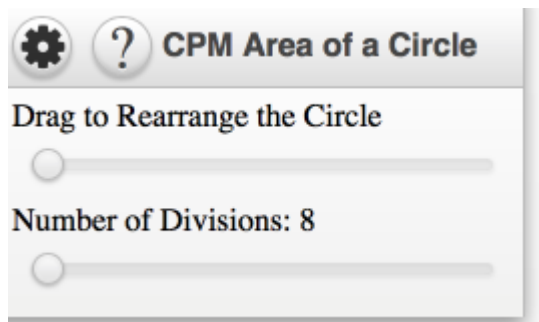 ? CPM Area of a Circle
Drag to Rearrange the Circle
Number of Divisions: 8